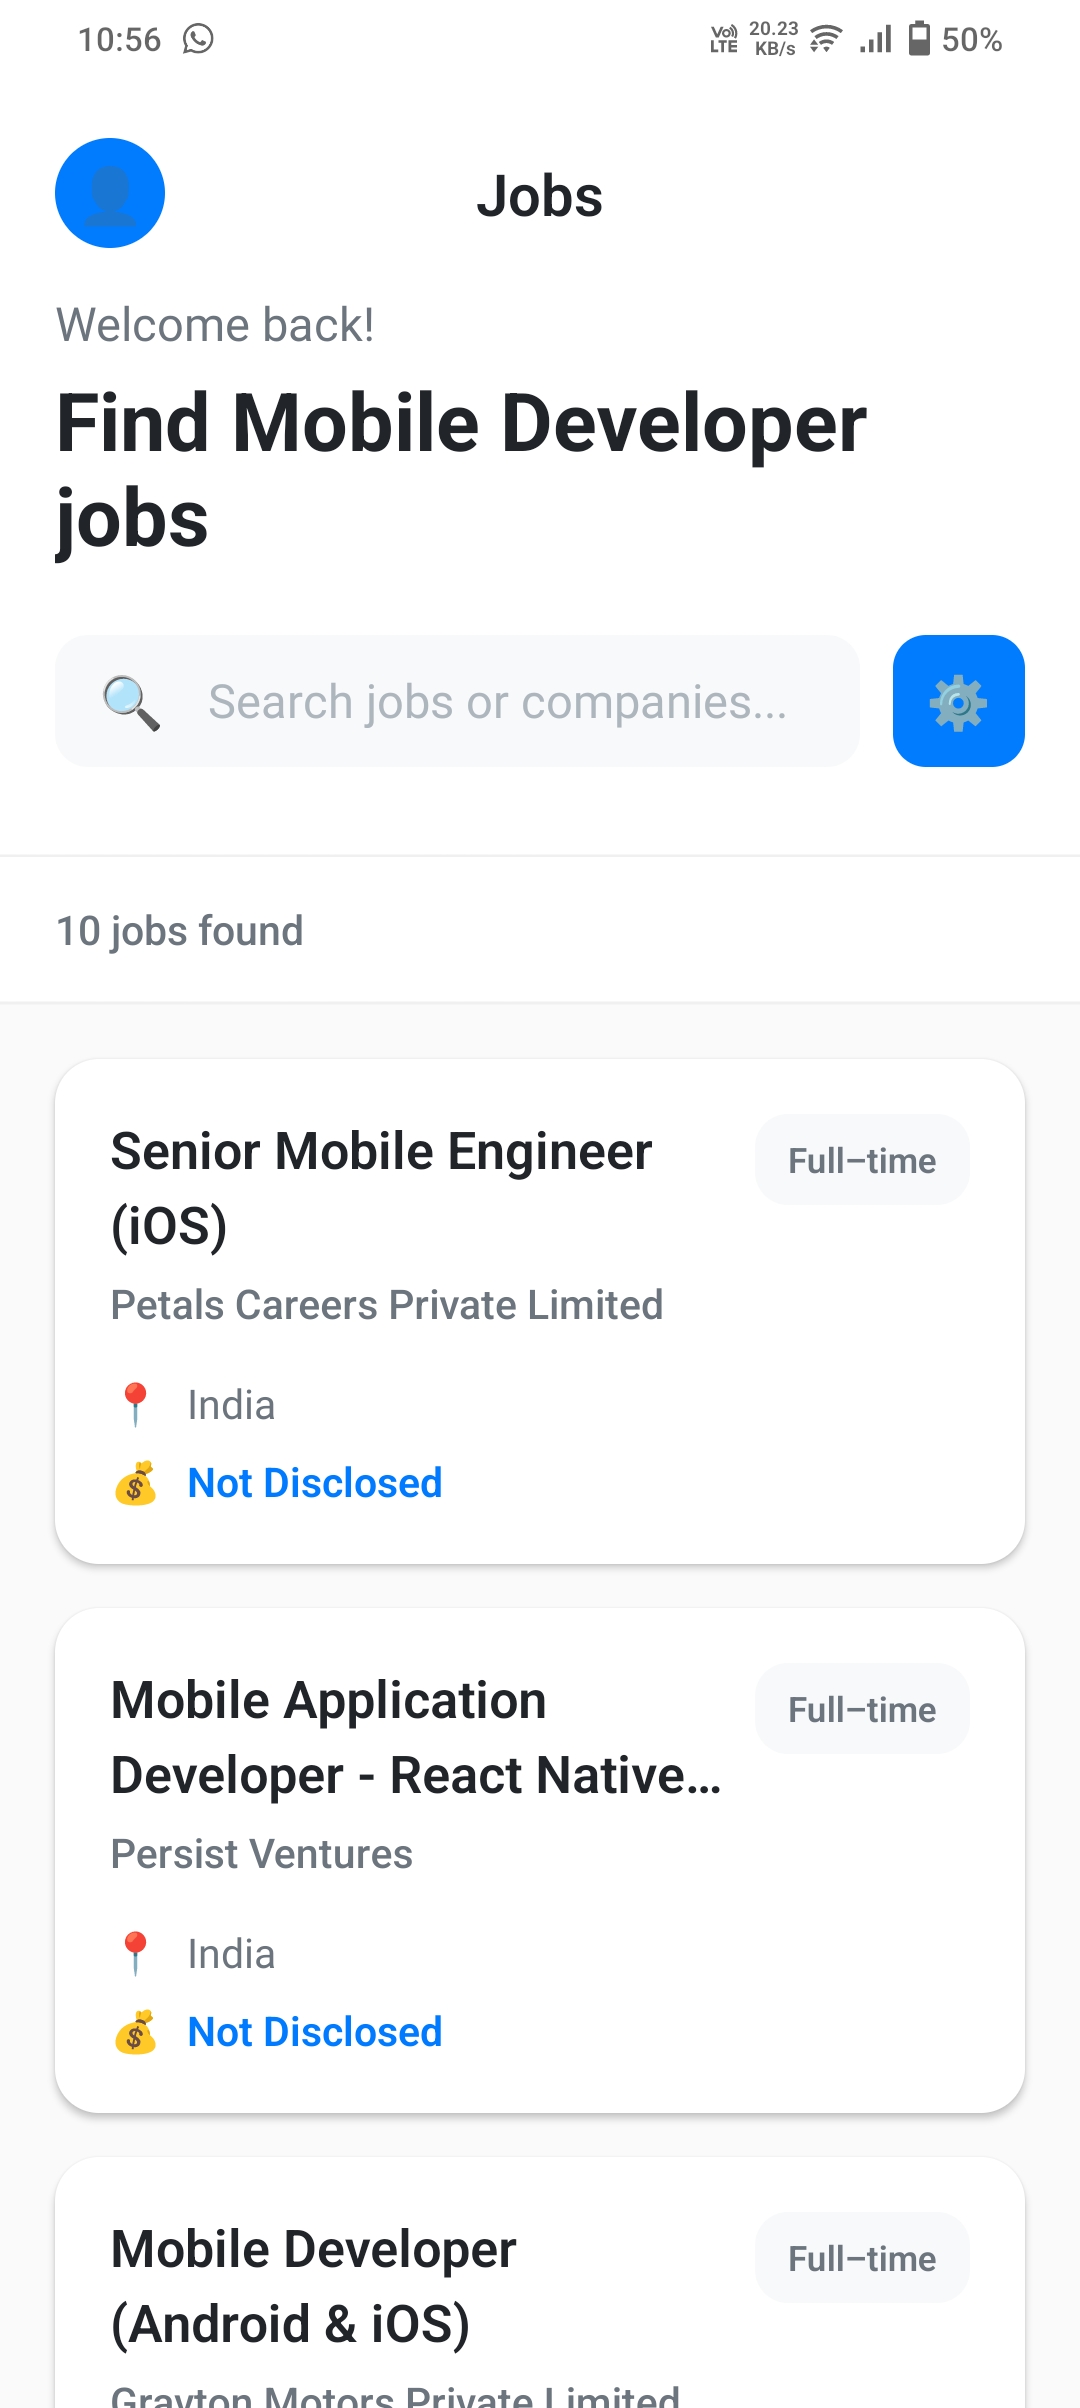 10:56
Vo)) 20.23
LTE KB/s
50%
Jobs
Welcome back!
Find Mobile Developer
jobs
Search jobs or companies...
10 jobs found
Senior Mobile Engineer
(iOS)
Full-time
Petals Careers Private Limited
India
Not Disclosed
Mobile Application
Developer - React Native...
Full-time
Persist Ventures
India
Not Disclosed
Mobile Developer
(Android & iOS)
Full-time
Grayton Motors Private Limited